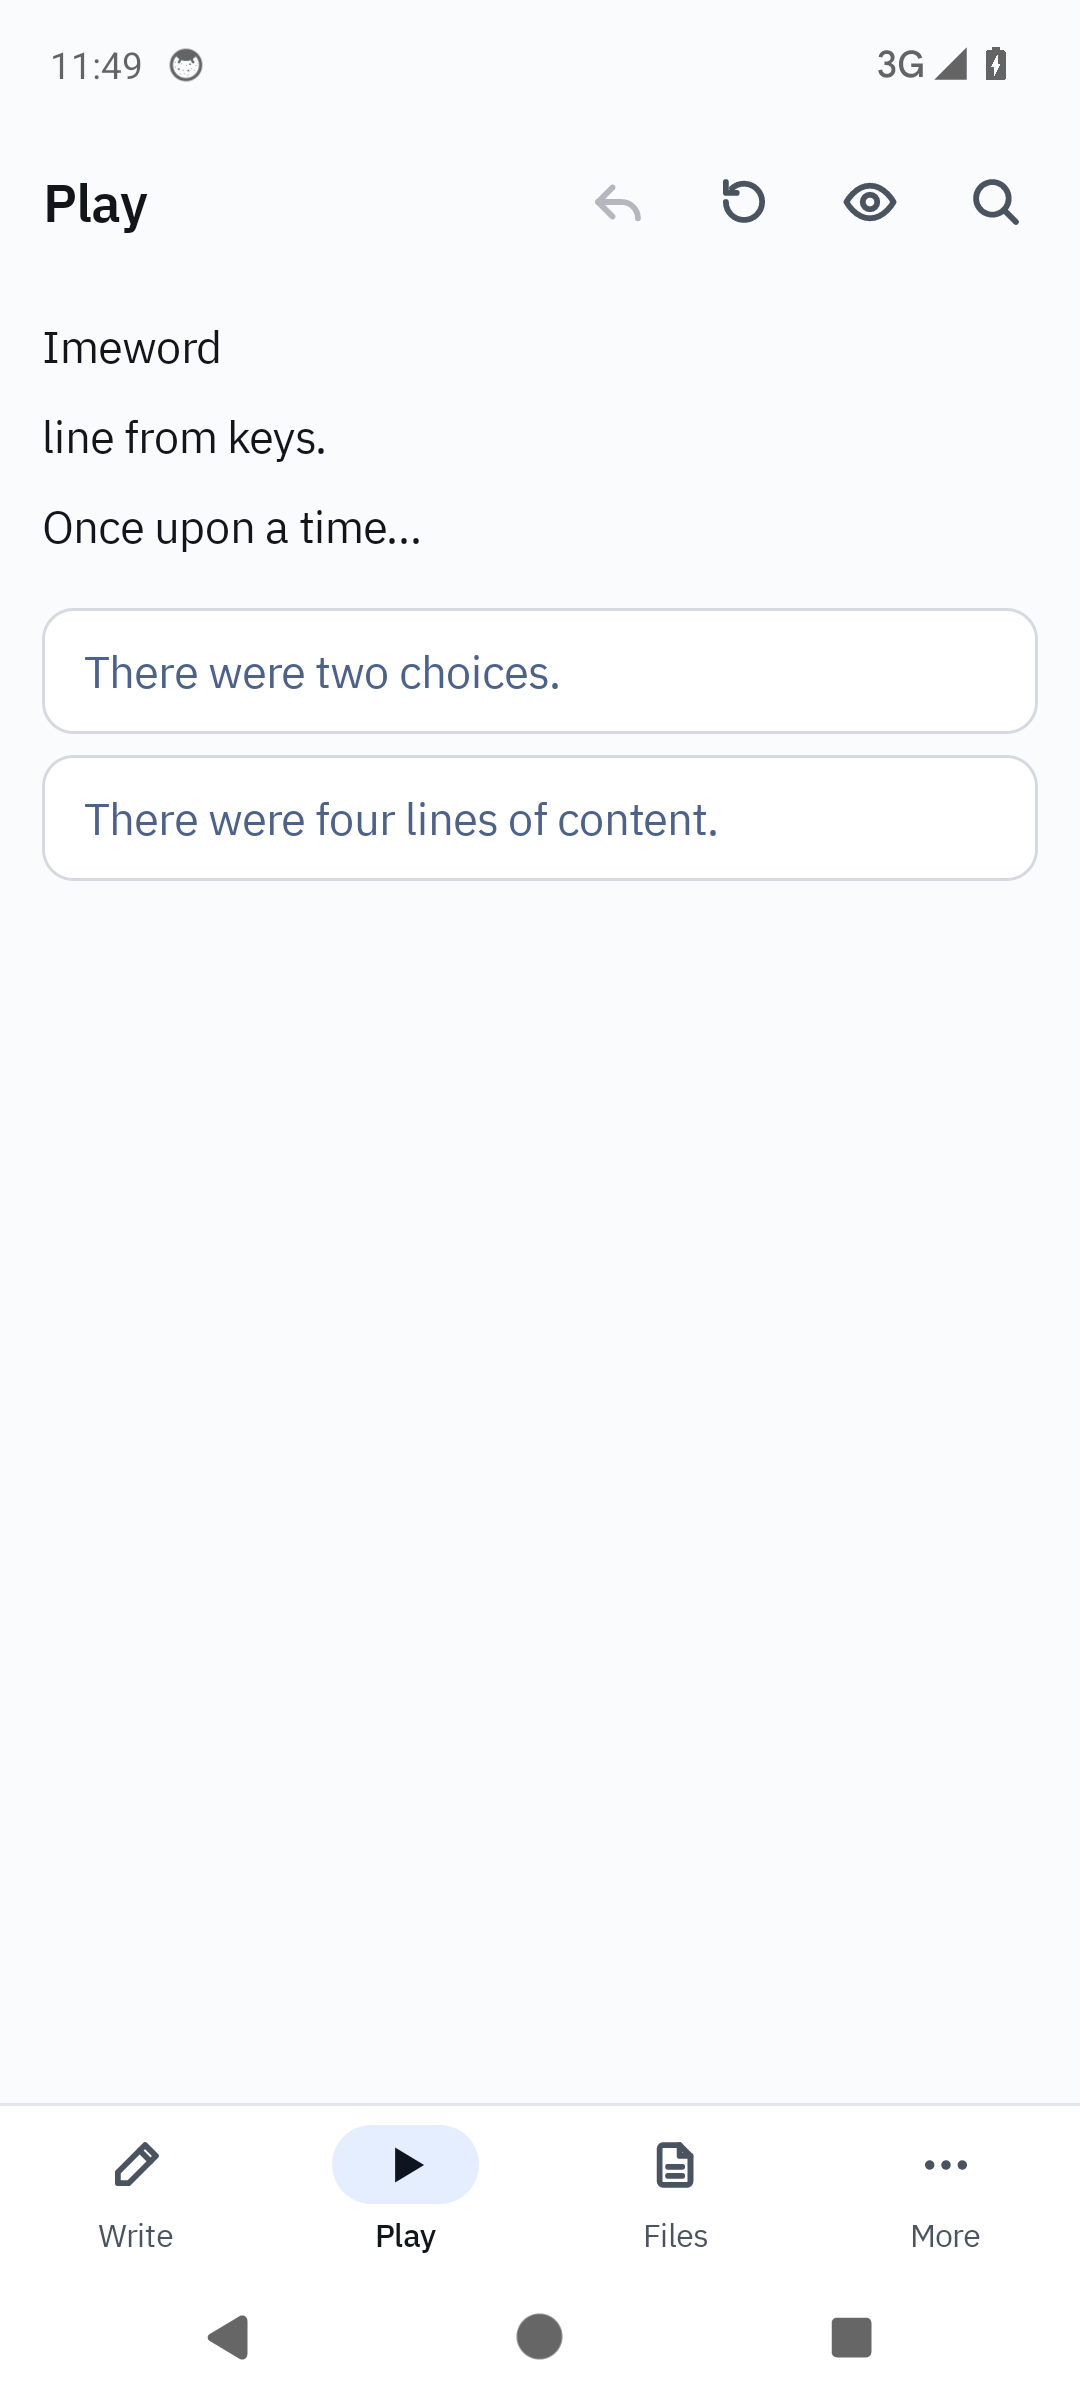 11:49
3G
Play
Imeword
line from keys.
Once upon a time...
There were two choices.
There were four lines of content.
Write
Play
Files
More